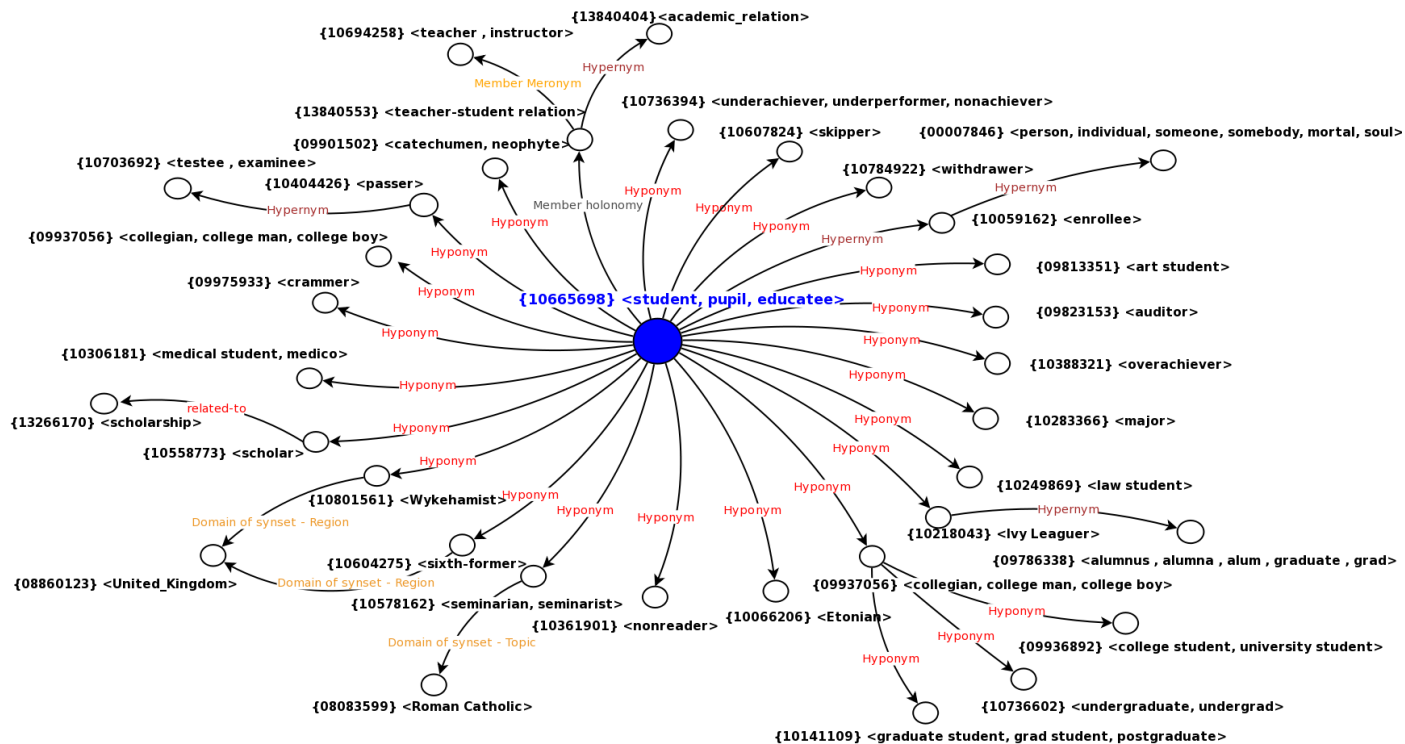 {13840404}<academic_relation>
{10694258} <teacher , instructor>
Hypernym
Member Meronym
{13840553} <teacher-student relation>
{10736394} <underachiever, underperformer, nonachiever>
{10607824} <skipper>
{00007846} <person, individual, someone, somebody, mortal, soul>
{09901502} <catechumen, neophyte>
{10703692} <testee , examinee>
{10784922} <withdrawer>
{10404426} <passer>
Hypernym
Hyponym
Member holonomy
Hyponym
Hypernym
{10059162} <enrollee>
Hyponym
Hyponym
{09937056} <collegian, college man, college boy>
Hypernym
Hyponym
{09813351} <art student>
Hyponym
{09975933} <crammer>
Hyponym
{10665698} <student, pupil, educatee>
Hyponym
{09823153} <auditor>
Hyponym
Hyponym
{10306181} <medical student, medico>
{10388321} <overachiever>
Hyponym
Hyponym
related-to
{13266170} <scholarship>
Hyponym
Hyponym
{10283366} <major>
{10558773} <scholar>
Hyponym
Hyponym
{10249869} <law student>
Hyponym
{10801561} <Wykehamist>
Hyponym
Hyponym
Hyponym
Hyponym
Hypernym
Domain of synset - Region
Hyponym
{10218043} <Ivy Leaguer>
{10604275} <sixth-former>
{09786338} <alumnus , alumna , alum , graduate , grad>
{08860123} <United_Kingdom>
Domain of synset - Region
{09937056} <collegian, college man, college boy>
{10578162} <seminarian, seminarist>
{10066206} <Etonian>
Hyponym
{10361901} <nonreader>
Hyponym
Domain of synset - Topic
{09936892} <college student, university student>
Hyponym
{08083599} <Roman Catholic>
{10736602} <undergraduate, undergrad>
{10141109} <graduate student, grad student, postgraduate>